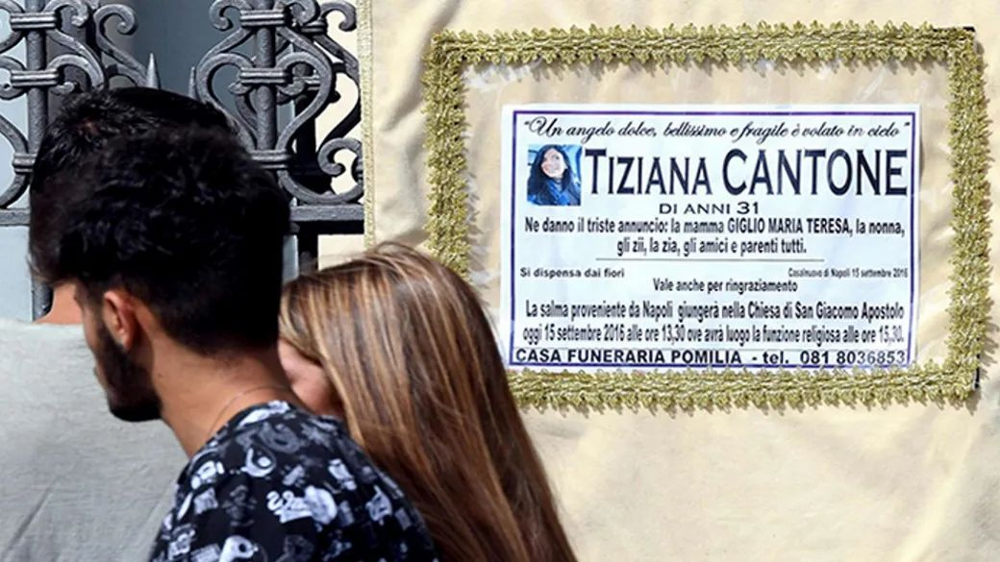 "Un angelo dolce, bellissimo e fragile è volato in cielo"
TIZIANA CANTONE
DI ANNI 31
Ne danno il triste annuncio: la mamma GIGLIO MARIA TERESA, la nonna,
gli zii, la zia, gli amici e parenti tutti.
Si dispensa dai fiori
Casalnuovo di Napoli 15 settembre 2016
Vale anche per ringraziamento
La salma proveniente da Napoli giungerà nella Chiesa di San Giacomo Apostolo
oggi 15 settembre 2016 alle ore 13,30 ove avrà luogo la funzione religiosa alle ore 15,30.
CASA FUNERARIA POMILIA - tel. 081 8036853